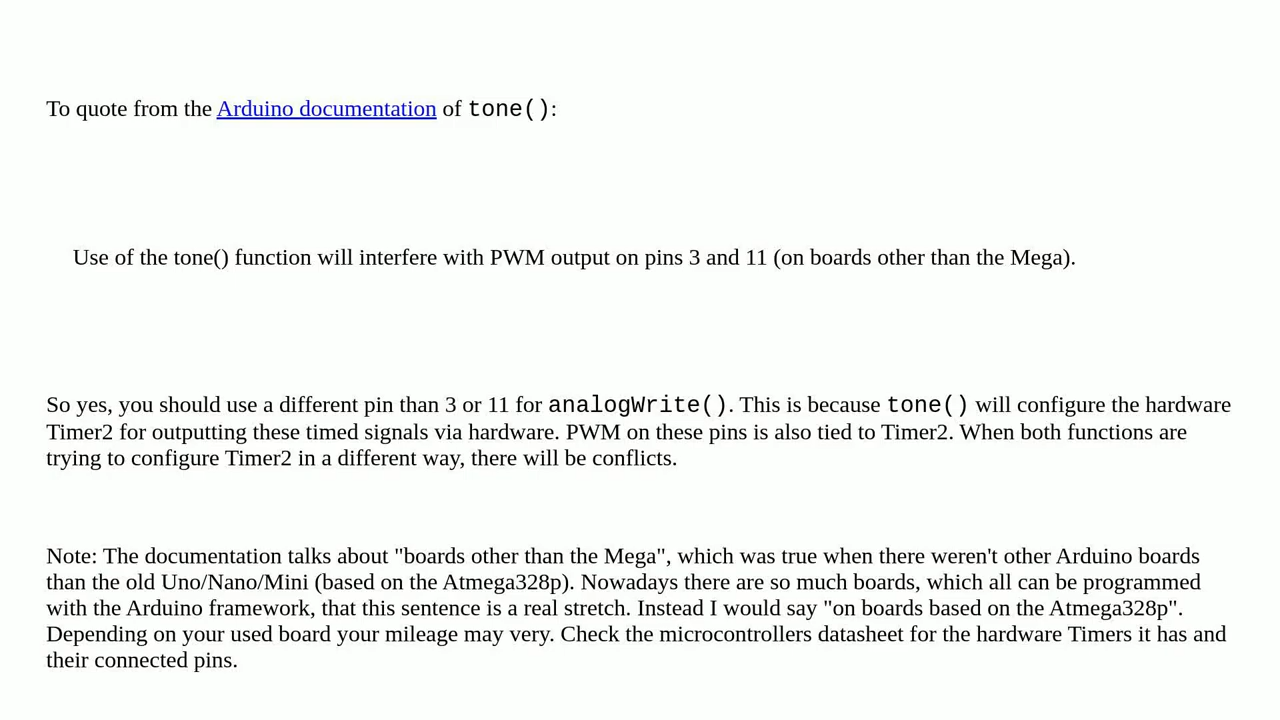 To quote from the Arduino documentation of tone():
Use of the tone() function will interfere with PWM output on pins 3 and 11 (on boards other than the Mega).
So yes, you should use a different pin than 3 or 11 for analogWrite(). This is because tone() will configure the hardware
Timer2 for outputting these timed signals via hardware. PWM on these pins is also tied to Timer2. When both functions are
trying to configure Timer2 in a different way, there will be conflicts.
Note: The documentation talks about "boards other than the Mega", which was true when there weren't other Arduino boards
than the old Uno/Nano/Mini (based on the Atmega328p). Nowadays there are so much boards, which all can be programmed
with the Arduino framework, that this sentence is a real stretch. Instead I would say "on boards based on the Atmega328p".
Depending on your used board your mileage may very. Check the microcontrollers datasheet for the hardware Timers it has and
their connected pins.